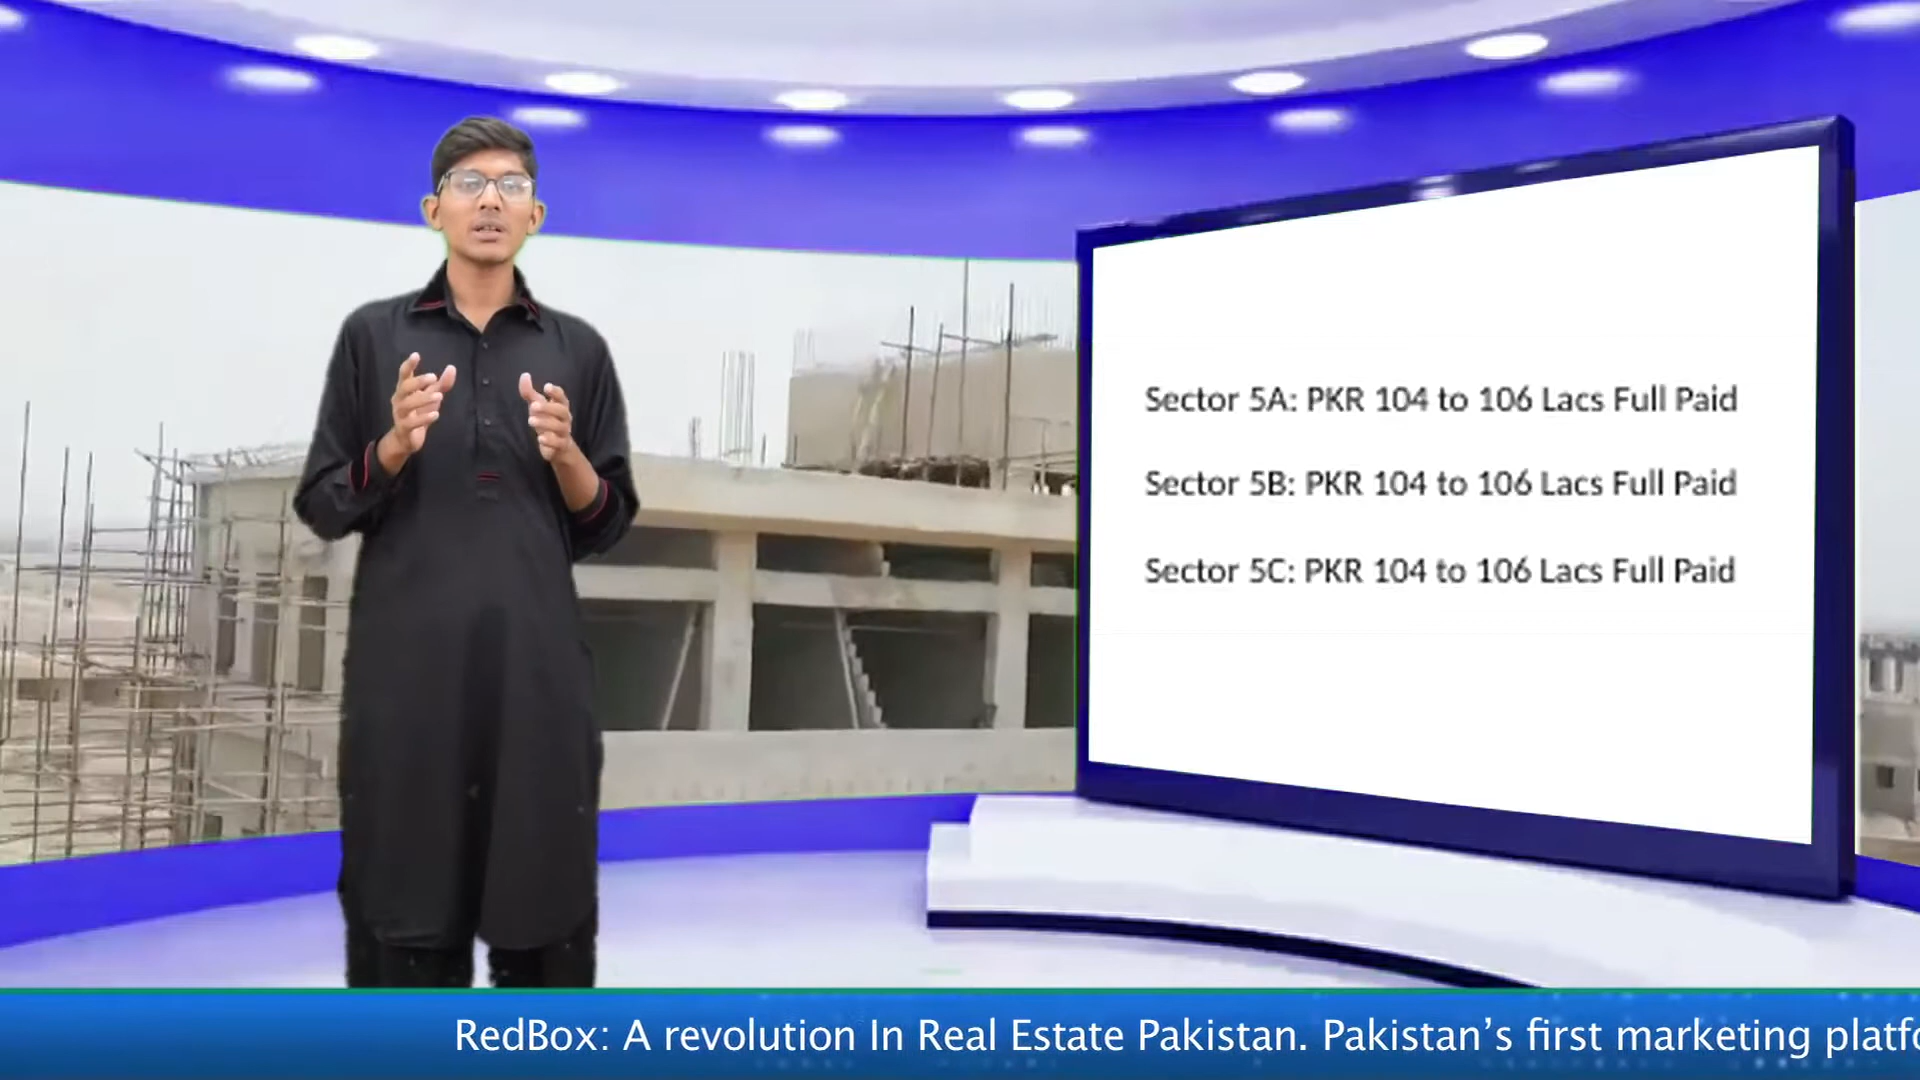 Sector 5A: PKR 104 to 106 Lacs Full Paid
Sector 5B: PKR 104 to 106 Lacs Full Paid
Sector 5C: PKR 104 to 106 Lacs Full Paid
RedBox: A revolution In Real Estate Pakistan. Pakistan’s first marketing